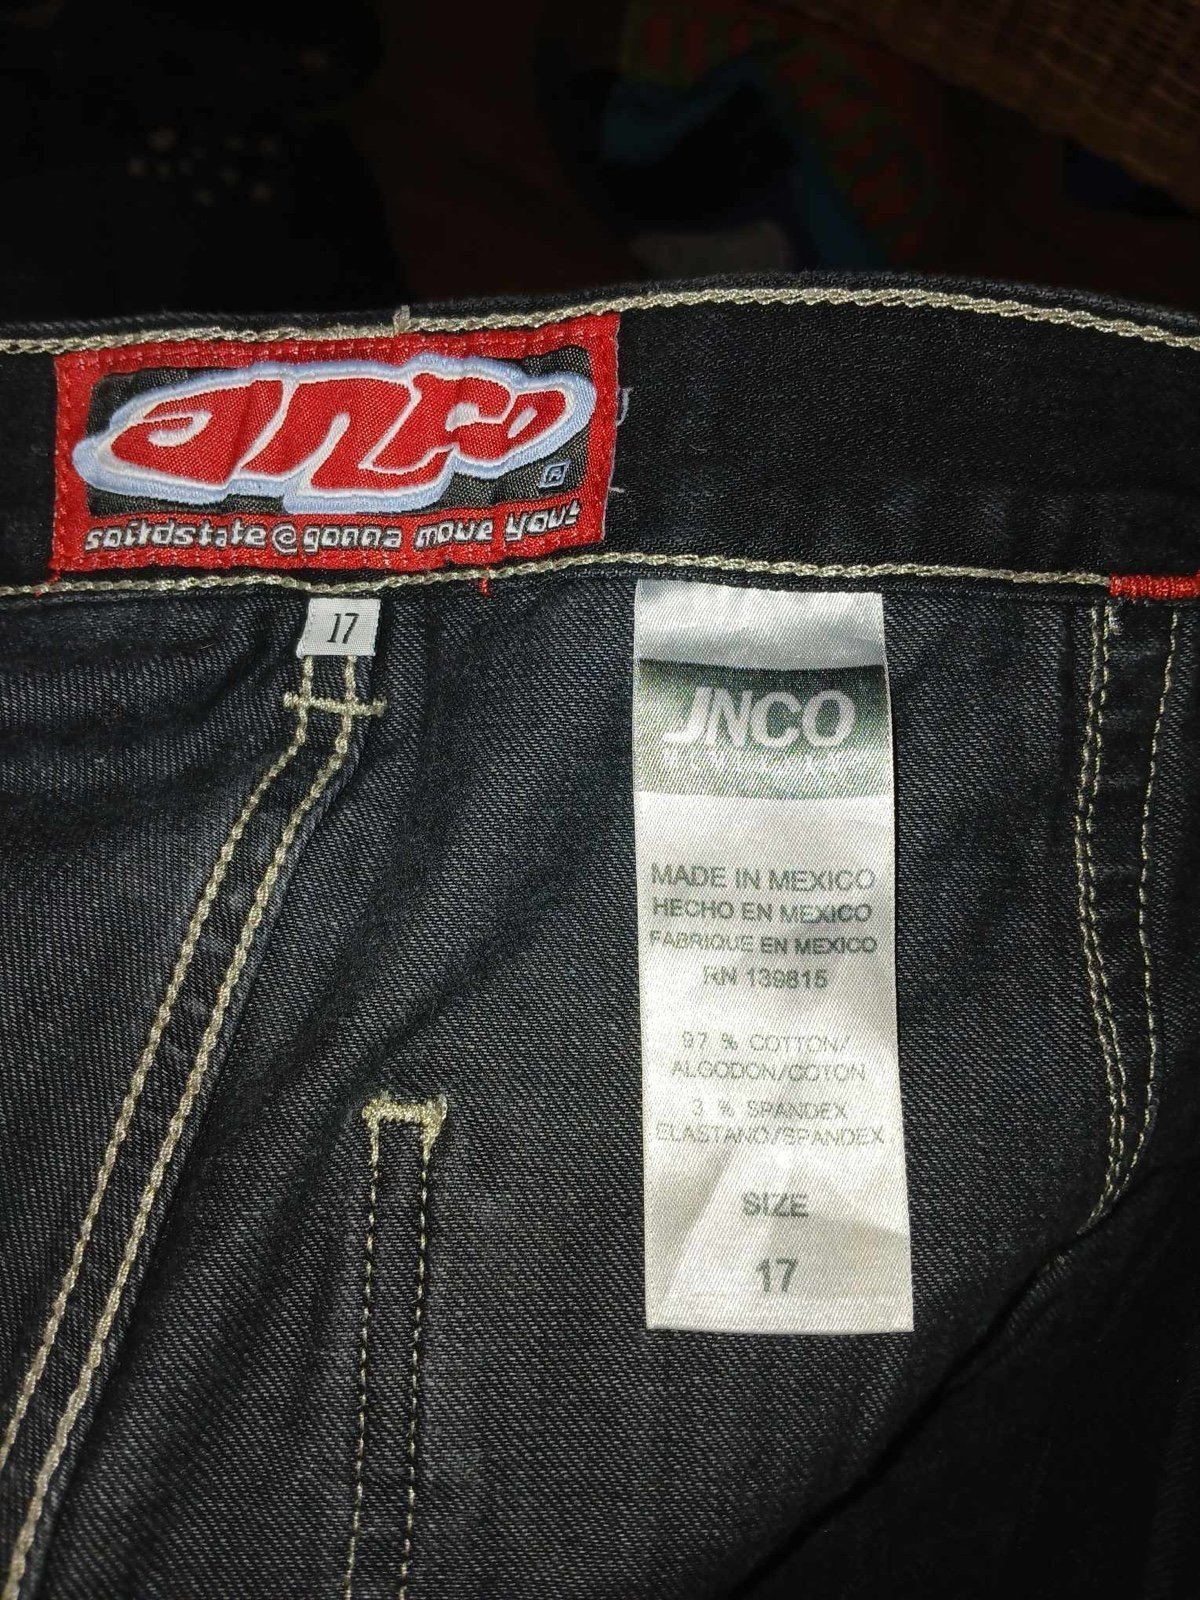 JNCO
®
solidstate@gonna move you!
17
JNCO
MADE IN MEXICO
HECHO EN MEXICO
FABRIQUE EN MEXICO
RN 139815
97 % COTTON/
ALGODON/COTON
3 % SPANDEX
ELASTANO/SPANDEX
SIZE
17